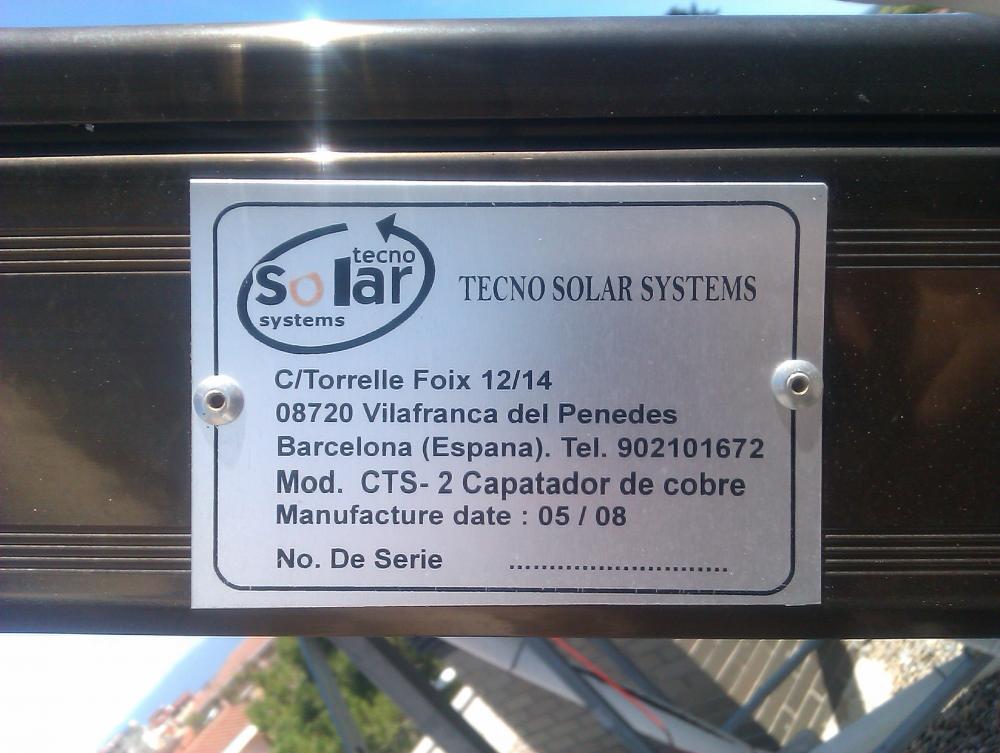 tecno
solar
systems
TECNO SOLAR SYSTEMS
C/Torrelle Foix 12/14
08720 Vilafranca del Penedes
Barcelona (Espana). Tel. 902101672
Mod. CTS- 2 Capatador de cobre
Manufacture date : 05 / 08
No. De Serie ............................